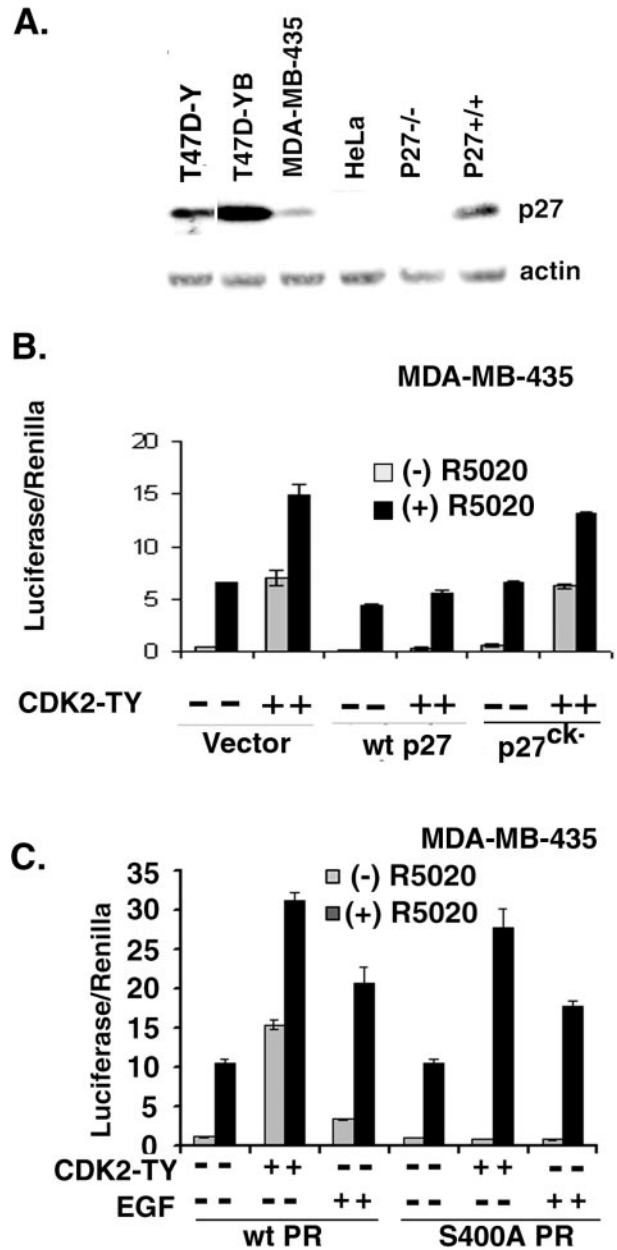 A.
T47D-Y
T47D-YB
MDA-MB-435
HeLa
P27-/-
P27+/+
p27
actin
B.
MDA-MB-435
Luciferase/Renilla
20
15
10
5
0
(-) R5020
(+) R5020
CDK2-TY
-- ++ -- ++ -- ++
Vector wt p27 p27ck-
C.
MDA-MB-435
Luciferase/Renilla
35
30
25
20
15
10
5
0
(-) R5020
(+) R5020
CDK2-TY -- ++ -- -- ++ --
EGF -- -- ++ -- -- ++
wt PR S400A PR